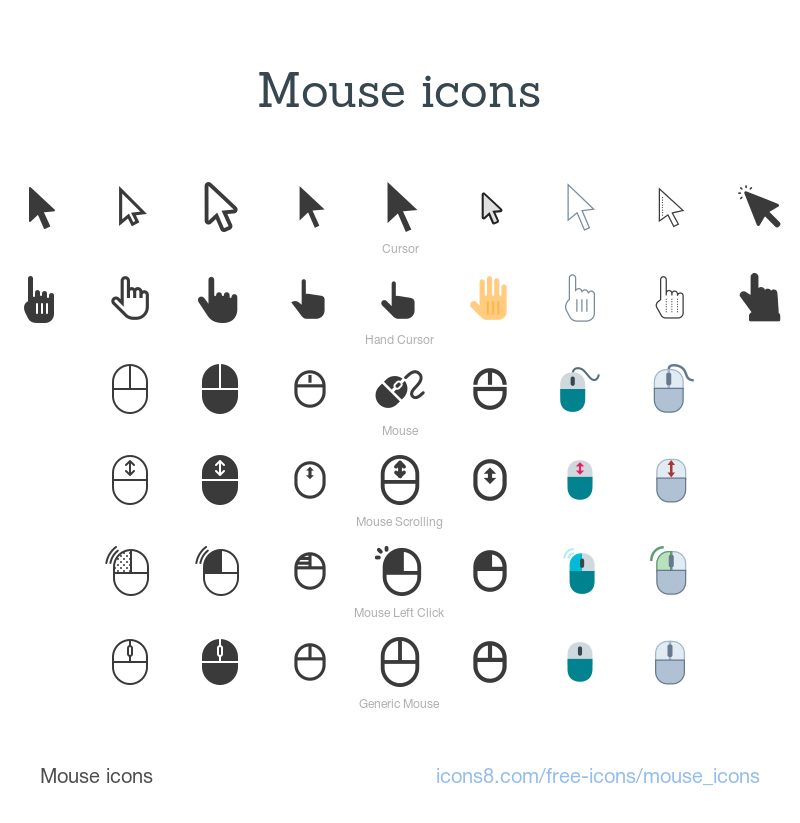 Mouse icons
Cursor
Hand Cursor
Mouse
Mouse Scrolling
Mouse Left Click
Generic Mouse
Mouse icons
icons8.com/free-icons/mouse_icons